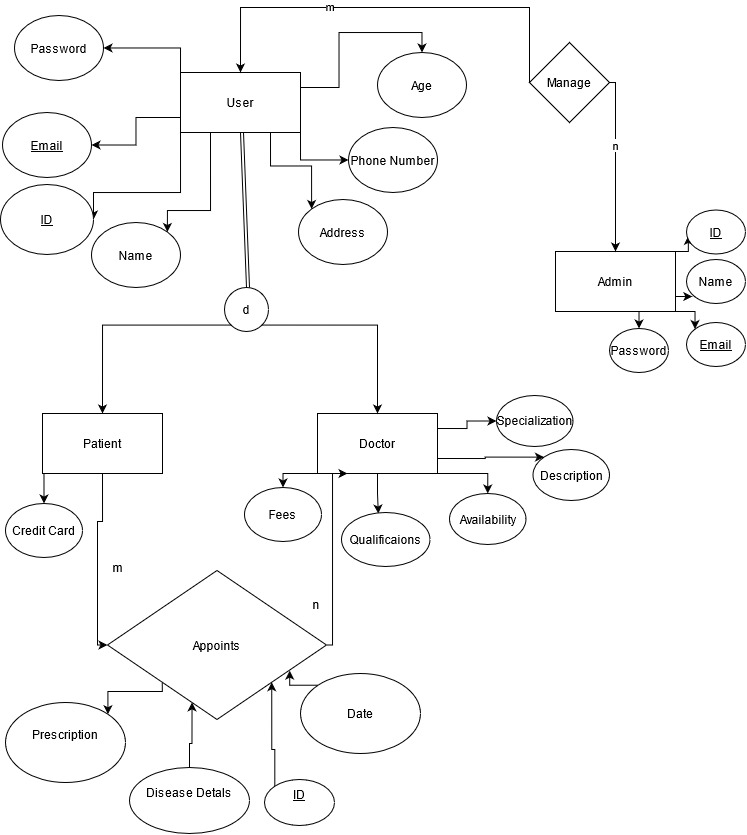 m
Password
Manage
User
Age
Email
n
Phone Number
ID
Address
Name
ID
Admin
Name
d
Password
Email
Patient
Doctor
Specialization
Description
Credit Card
Fees
Qualificaions
Availability
m
n
Appoints
Prescription
Date
Disease Detals
ID